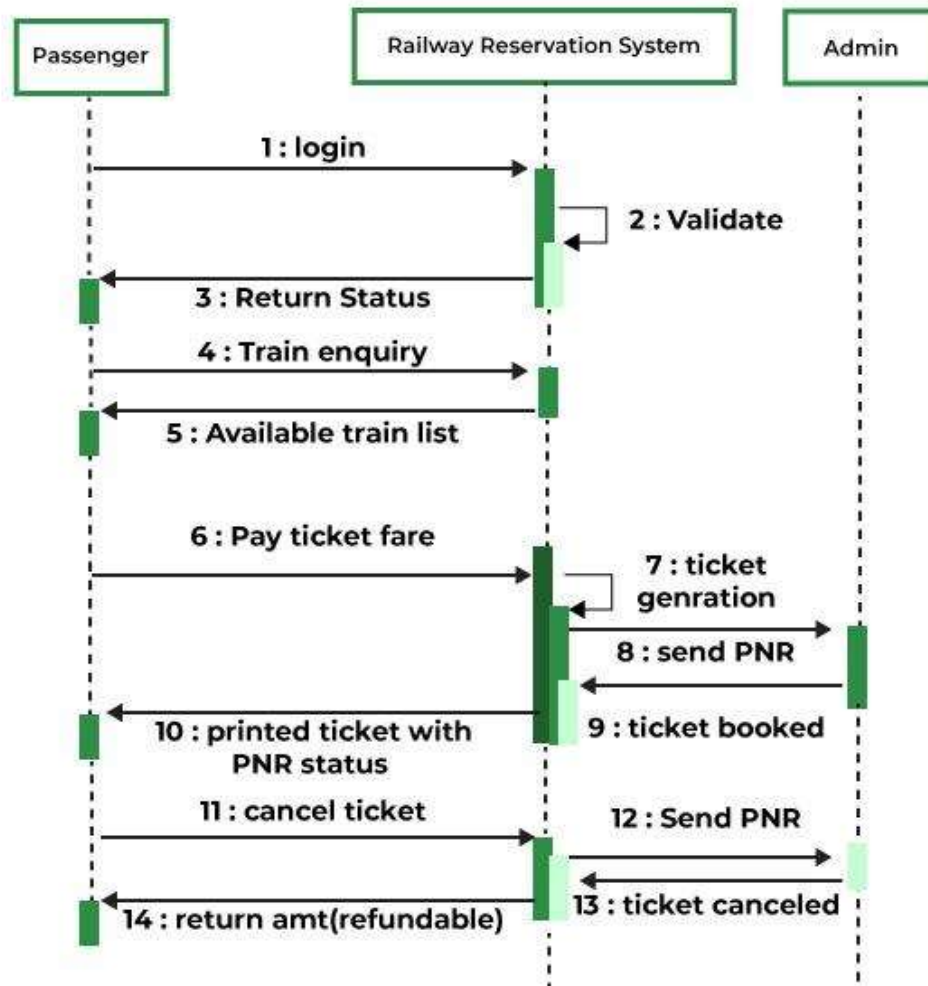 Passenger
Railway Reservation System
Admin
1 : login
2 : Validate
3 : Return Status
4 : Train enquiry
5 : Available train list
6 : Pay ticket fare
7 : ticket
genration
8 : send PNR
9 : ticket booked
10 : printed ticket with
PNR status
11 : cancel ticket
12 : Send PNR
13 : ticket canceled
14 : return amt(refundable)